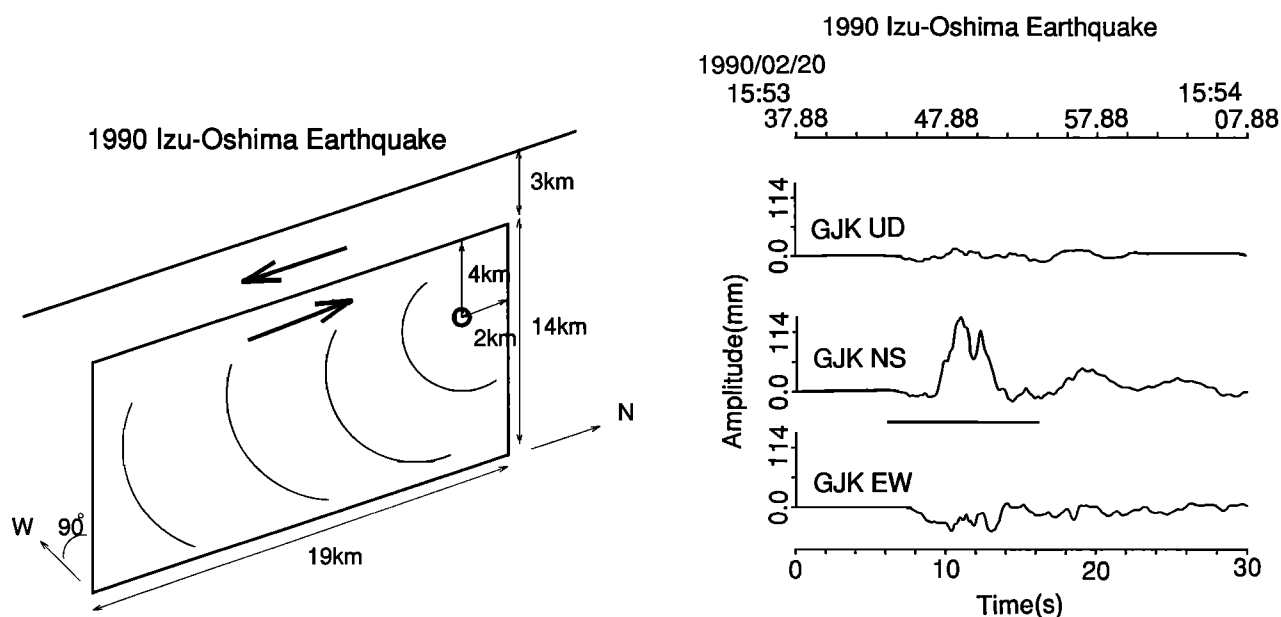 1990 Izu-Oshima Earthquake
3km
4km
2km
14km
N
W
90°
19km
1990 Izu-Oshima Earthquake
1990/02/20
15:53
15:54
37.88
47.88
57.88
07.88
Amplitude(mm)
114
0.0
GJK UD
114
0.0
GJK NS
114
0.0
GJK EW
0
10
20
30
Time(s)